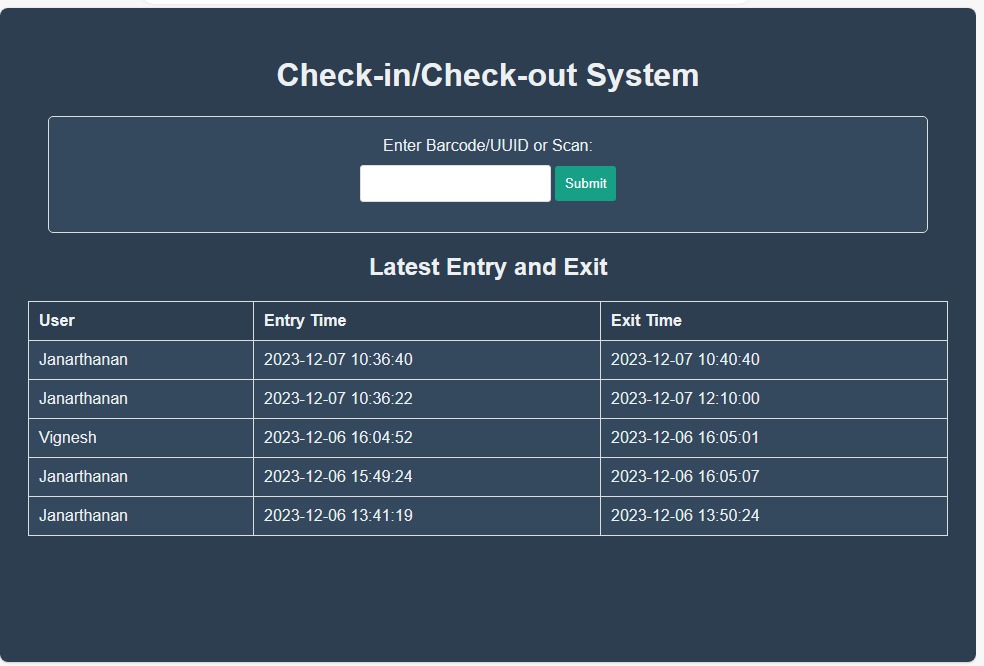 Check-in/Check-out System
Enter Barcode/UUID or Scan:
Submit
Latest Entry and Exit
User Entry Time Exit Time
Janarthanan 2023-12-07 10:36:40 2023-12-07 10:40:40
Janarthanan 2023-12-07 10:36:22 2023-12-07 12:10:00
Vignesh 2023-12-06 16:04:52 2023-12-06 16:05:01
Janarthanan 2023-12-06 15:49:24 2023-12-06 16:05:07
Janarthanan 2023-12-06 13:41:19 2023-12-06 13:50:24